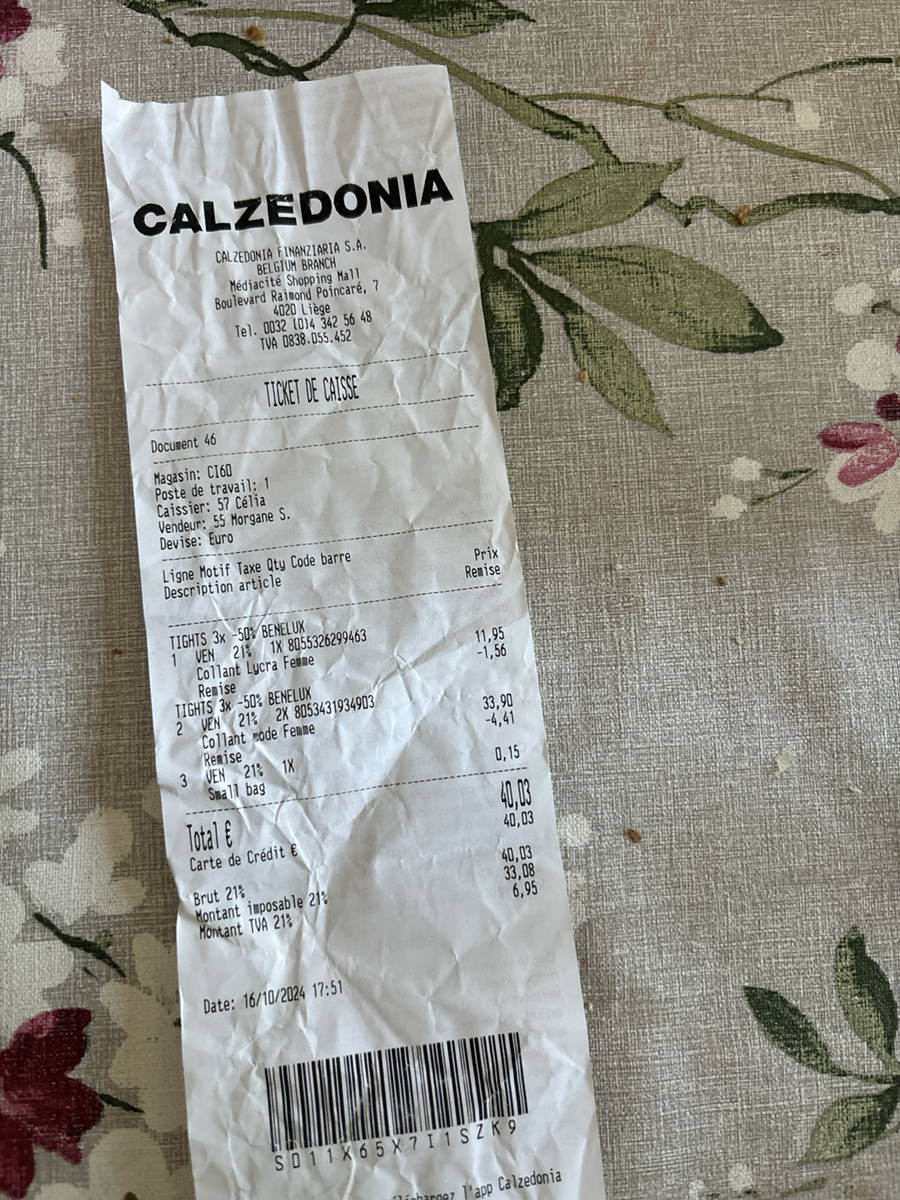 CALZEDONIA
CALZEDONIA FINANZIARIA S.A.
BELGIUM BRANCH
Médiacité Shopping Mall
Boulevard Raimond Poincaré, 7
4020 Liège
Tel. 0032 (0)4 342 56 48
TVA 0838.055.452
TICKET DE CAISSE
Document 46
Magasin: CI60
Poste de travail: 1
Caissier: 57 Célia
Vendeur: 55 Morgane S.
Devise: Euro
Ligne Motif Taxe Qty Code barre Prix
Description article Remise
TIGHTS 3x -50% BENELUX
1 VEN 21% 1X 8055326299463 11,95
Collant Lycra Femme -1,56
Remise
TIGHTS 3x -50% BENELUX
2 VEN 21% 2X 8053431934903 33,90
Collant mode Femme -4,41
Remise
3 VEN 21% 1X 0,15
Small bag
Total € 40,03
Carte de Crédit € 40,03
Brut 21% 40,03
Montant imposable 21% 33,08
Montant TVA 21% 6,95
Date: 16/10/2024 17:51
SO11X65X7I1SZK9
l'app Calzedonia